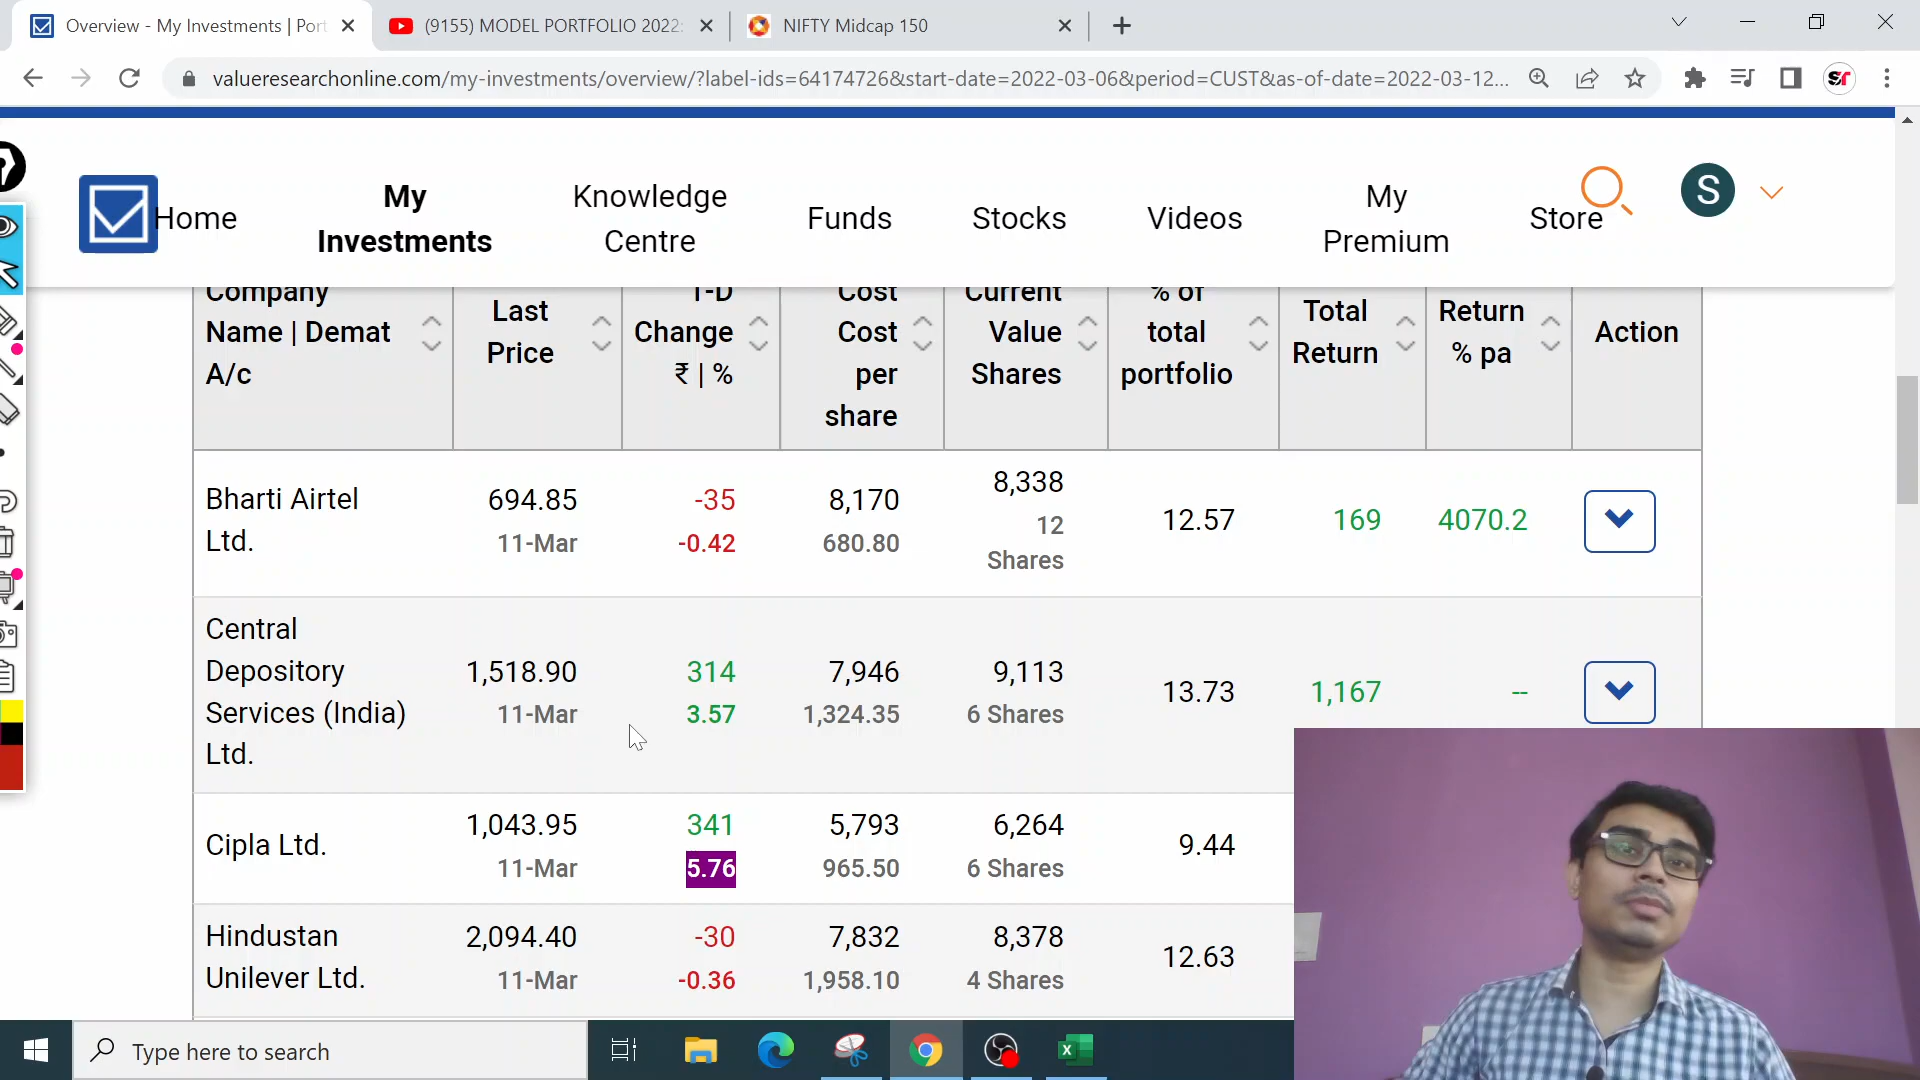 Overview - My Investments | Port
(9155) MODEL PORTFOLIO 2022:
NIFTY Midcap 150
valueresearchonline.com/my-investments/overview/?label-ids=64174726&start-date=2022-03-06&period=CUST&as-of-date=2022-03-12...
Home
My
Investments
Knowledge
Centre
Funds
Stocks
Videos
My
Premium
Store
S
Company
Name | Demat
A/c
Last
Price
1-D
Change
₹ | %
Cost
Cost
per
share
Current
Value
Shares
% of
total
portfolio
Total
Return
Return
% pa
Action
Bharti Airtel
Ltd.
694.85
11-Mar
-35
-0.42
8,170
680.80
8,338
12
Shares
12.57
169
4070.2
Central
Depository
Services (India)
Ltd.
1,518.90
11-Mar
314
3.57
7,946
1,324.35
9,113
6 Shares
13.73
1,167
--
Cipla Ltd.
1,043.95
11-Mar
341
5.76
5,793
965.50
6,264
6 Shares
9.44
Hindustan
Unilever Ltd.
2,094.40
11-Mar
-30
-0.36
7,832
1,958.10
8,378
4 Shares
12.63
Type here to search